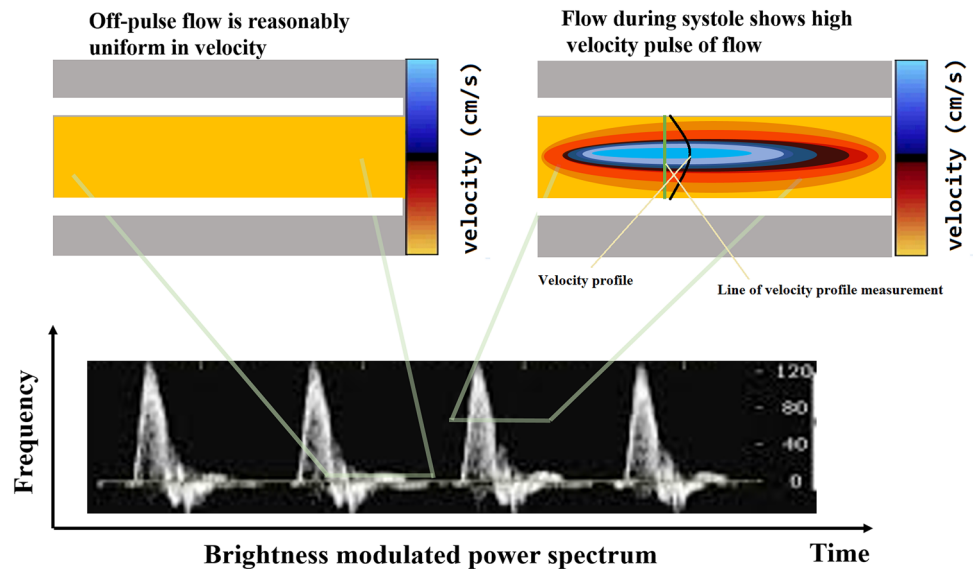 Off-pulse flow is reasonably
uniform in velocity
Flow during systole shows high
velocity pulse of flow
velocity (cm/s)
velocity (cm/s)
Velocity profile
Line of velocity profile measurement
Frequency
120
80
40
0
Brightness modulated power spectrum
Time